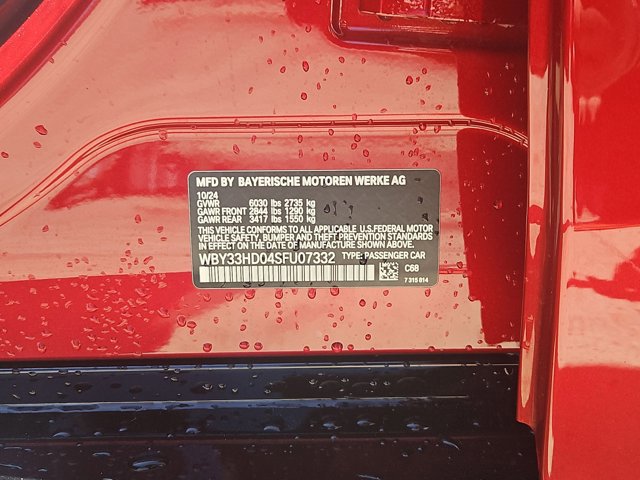 MFD BY BAYERISCHE MOTOREN WERKE AG
10/24
GVWR 6030 lbs 2735 kg
GAWR FRONT 2844 lbs 1290 kg
GAWR REAR 3417 lbs 1550 kg
THIS VEHICLE CONFORMS TO ALL APPLICABLE U.S.FEDERAL MOTOR
VEHICLE SAFETY, BUMPER AND THEFT PREVENTION STANDARDS
IN EFFECT ON THE DATE OF MANUFACTURE SHOWN ABOVE.
WBY33HD04SFU07332 TYPE:PASSENGER CAR
C68
7 315 814